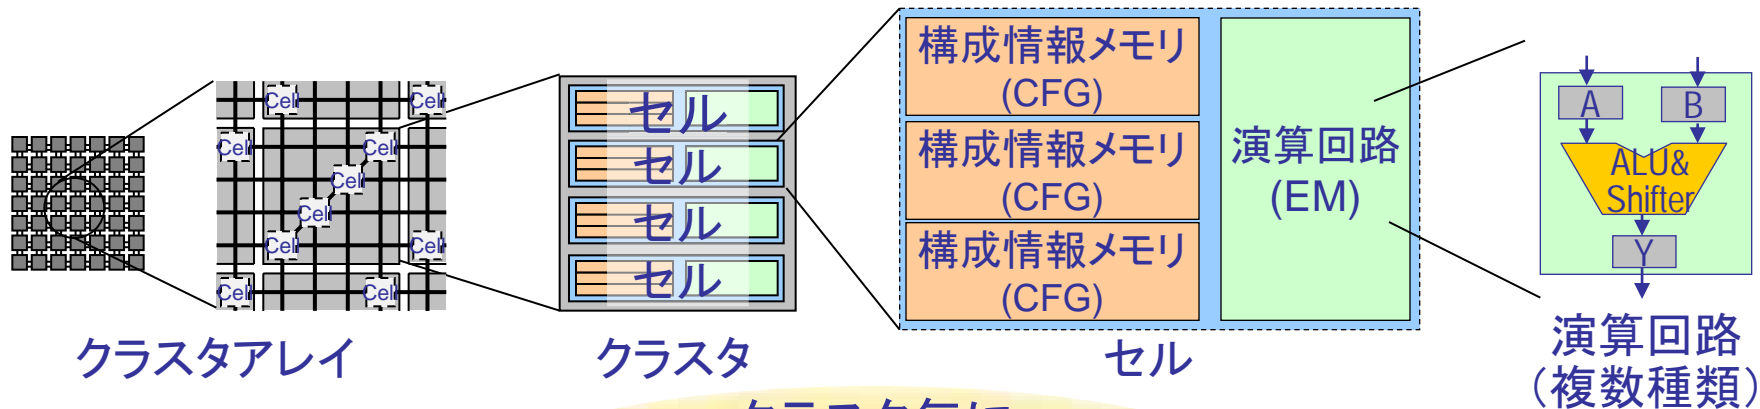 Cell
Cell
Cell
Cell
Cell
Cell
Cell
Cell
Cell
Cell
クラスタアレイ
セル
セル
セル
セル
クラスタ
構成情報メモリ
(CFG)
構成情報メモリ
(CFG)
構成情報メモリ
(CFG)
演算回路
(EM)
セル
A
B
ALU&
Shifter
Y
演算回路
(複数種類)